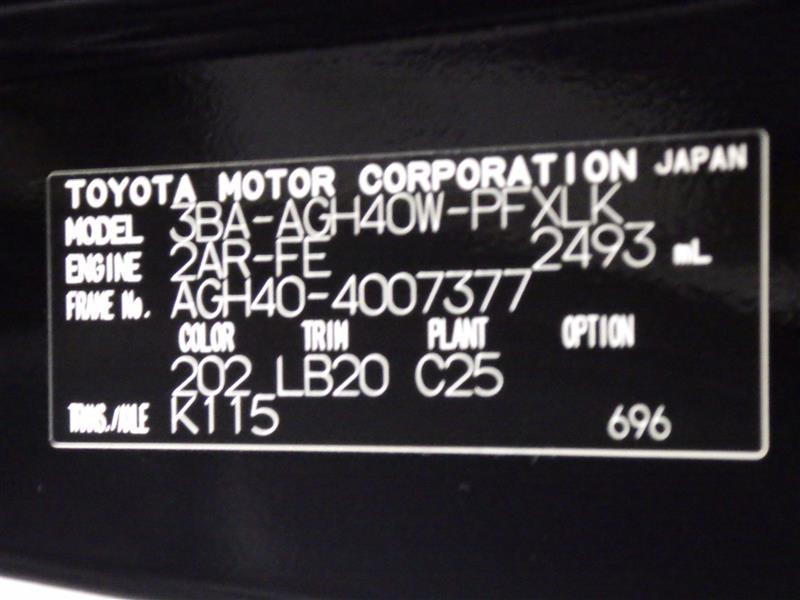 TOYOTA MOTOR CORPORATION JAPAN
MODEL 3BA-AGH40W-PFXLK
ENGINE 2AR-FE 2493 mL
FRAME No. AGH40-4007377
COLOR TRIM PLANT OPTION
202 LB20 C25
TRANS./AXLE K115 696